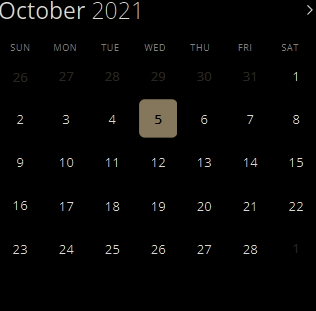 October 2021
SUN MON TUE WED THU FRI SAT
26 27 28 29 30 31 1
2 3 4 5 6 7 8
9 10 11 12 13 14 15
16 17 18 19 20 21 22
23 24 25 26 27 28 1